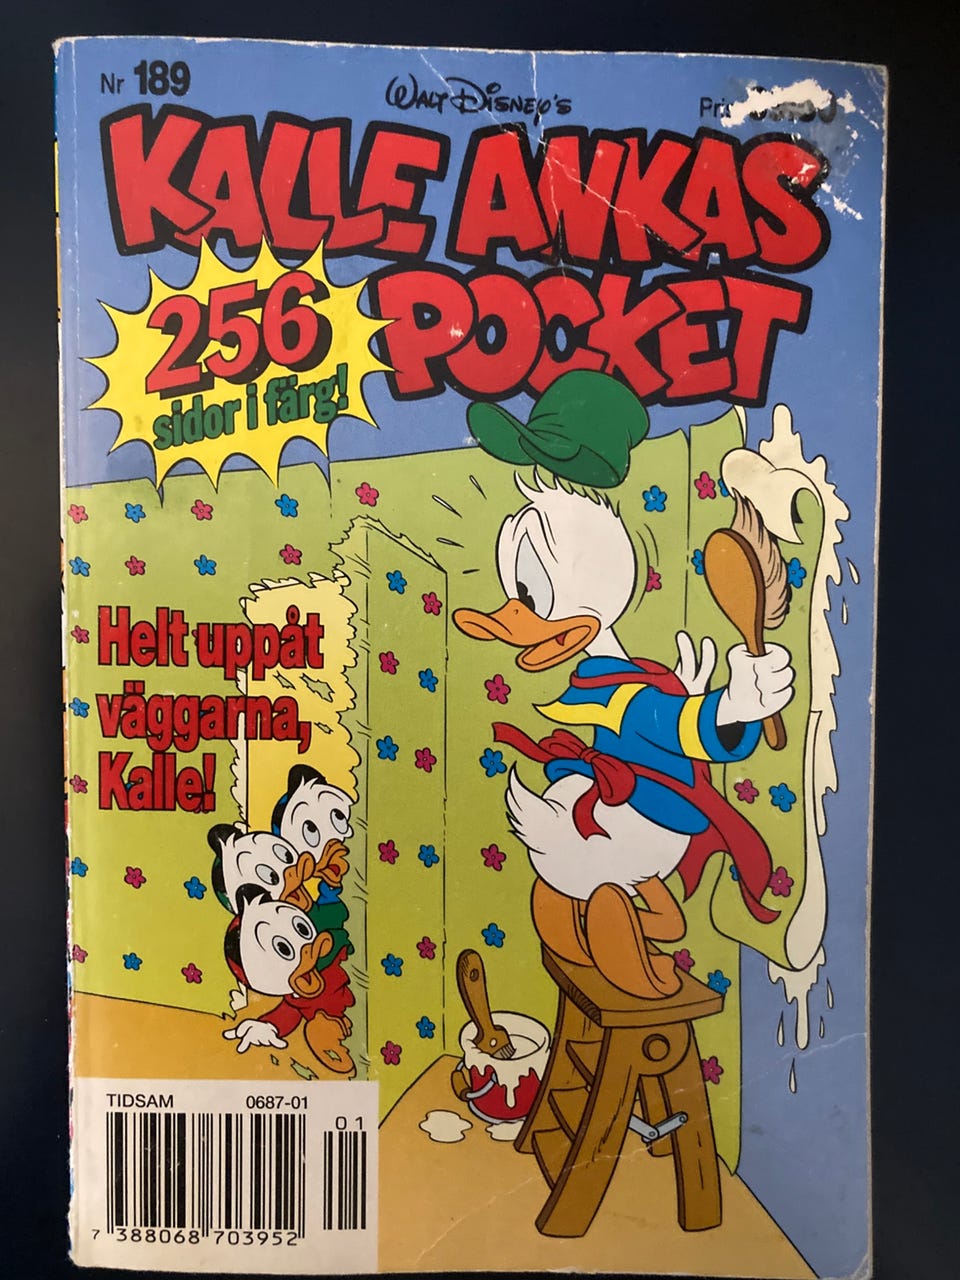 Nr 189
WALT DISNEY'S
KALLE ANKAS
POCKET
256
sidor i färg!
Helt uppåt
väggarna,
Kalle!
TIDSAM 0687-01
01
7 388068 703952